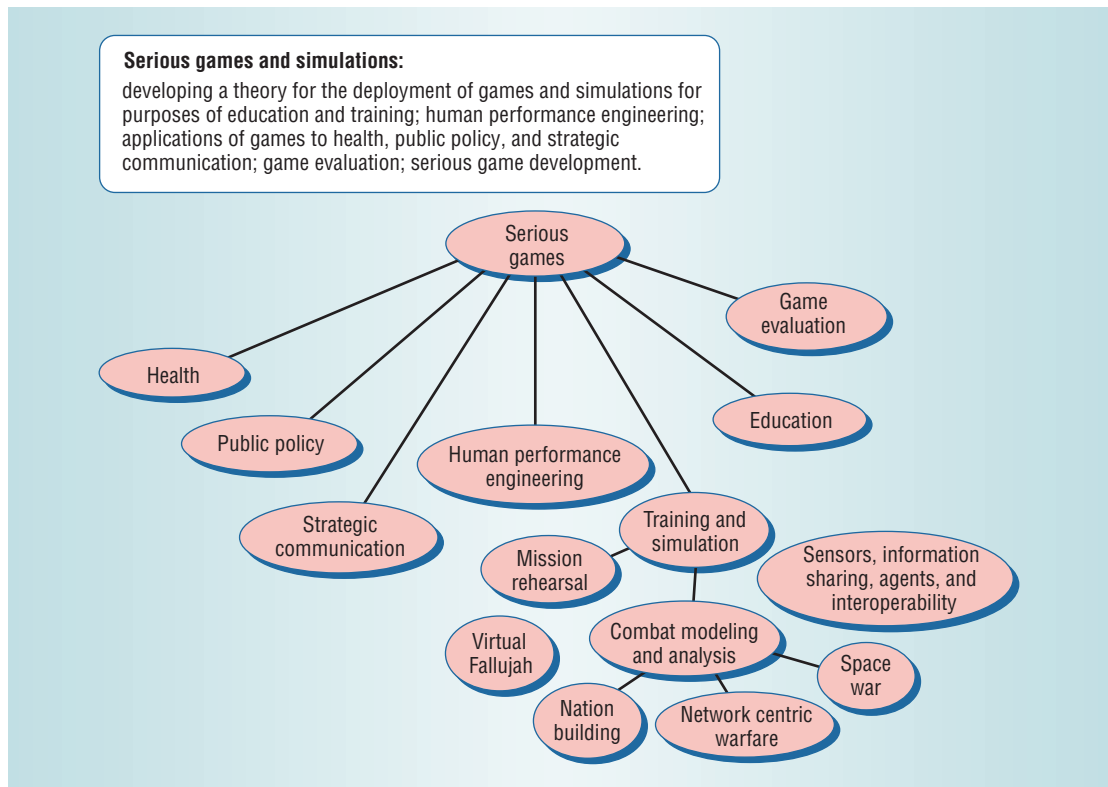 Serious games and simulations:
developing a theory for the deployment of games and simulations for
purposes of education and training; human performance engineering;
applications of games to health, public policy, and strategic
communication; game evaluation; serious game development.
Serious
games
Game
evaluation
Health
Education
Public policy
Human performance
engineering
Strategic
communication
Training and
simulation
Mission
rehearsal
Sensors, information
sharing, agents, and
interoperability
Virtual
Fallujah
Combat modeling
and analysis
Space
war
Nation
building
Network centric
warfare